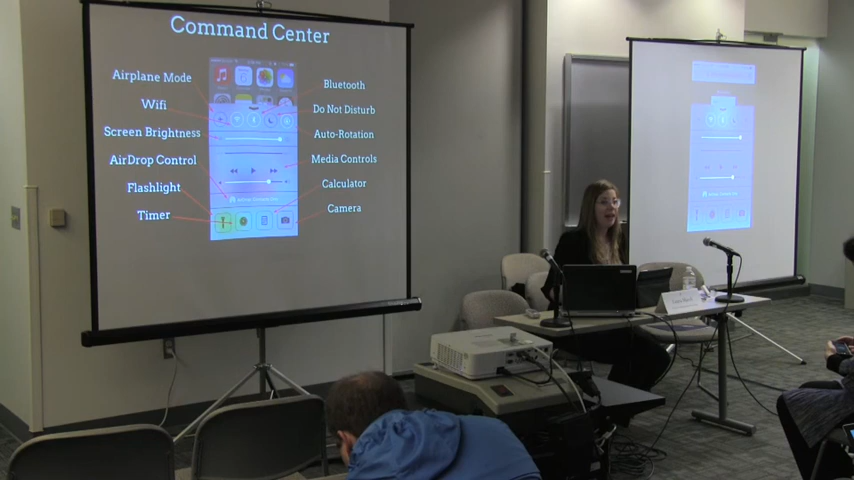 Command Center
Airplane Mode
Wifi
Screen Brightness
AirDrop Control
Flashlight
Timer
Bluetooth
Do Not Disturb
Auto-Rotation
Media Controls
Calculator
Camera